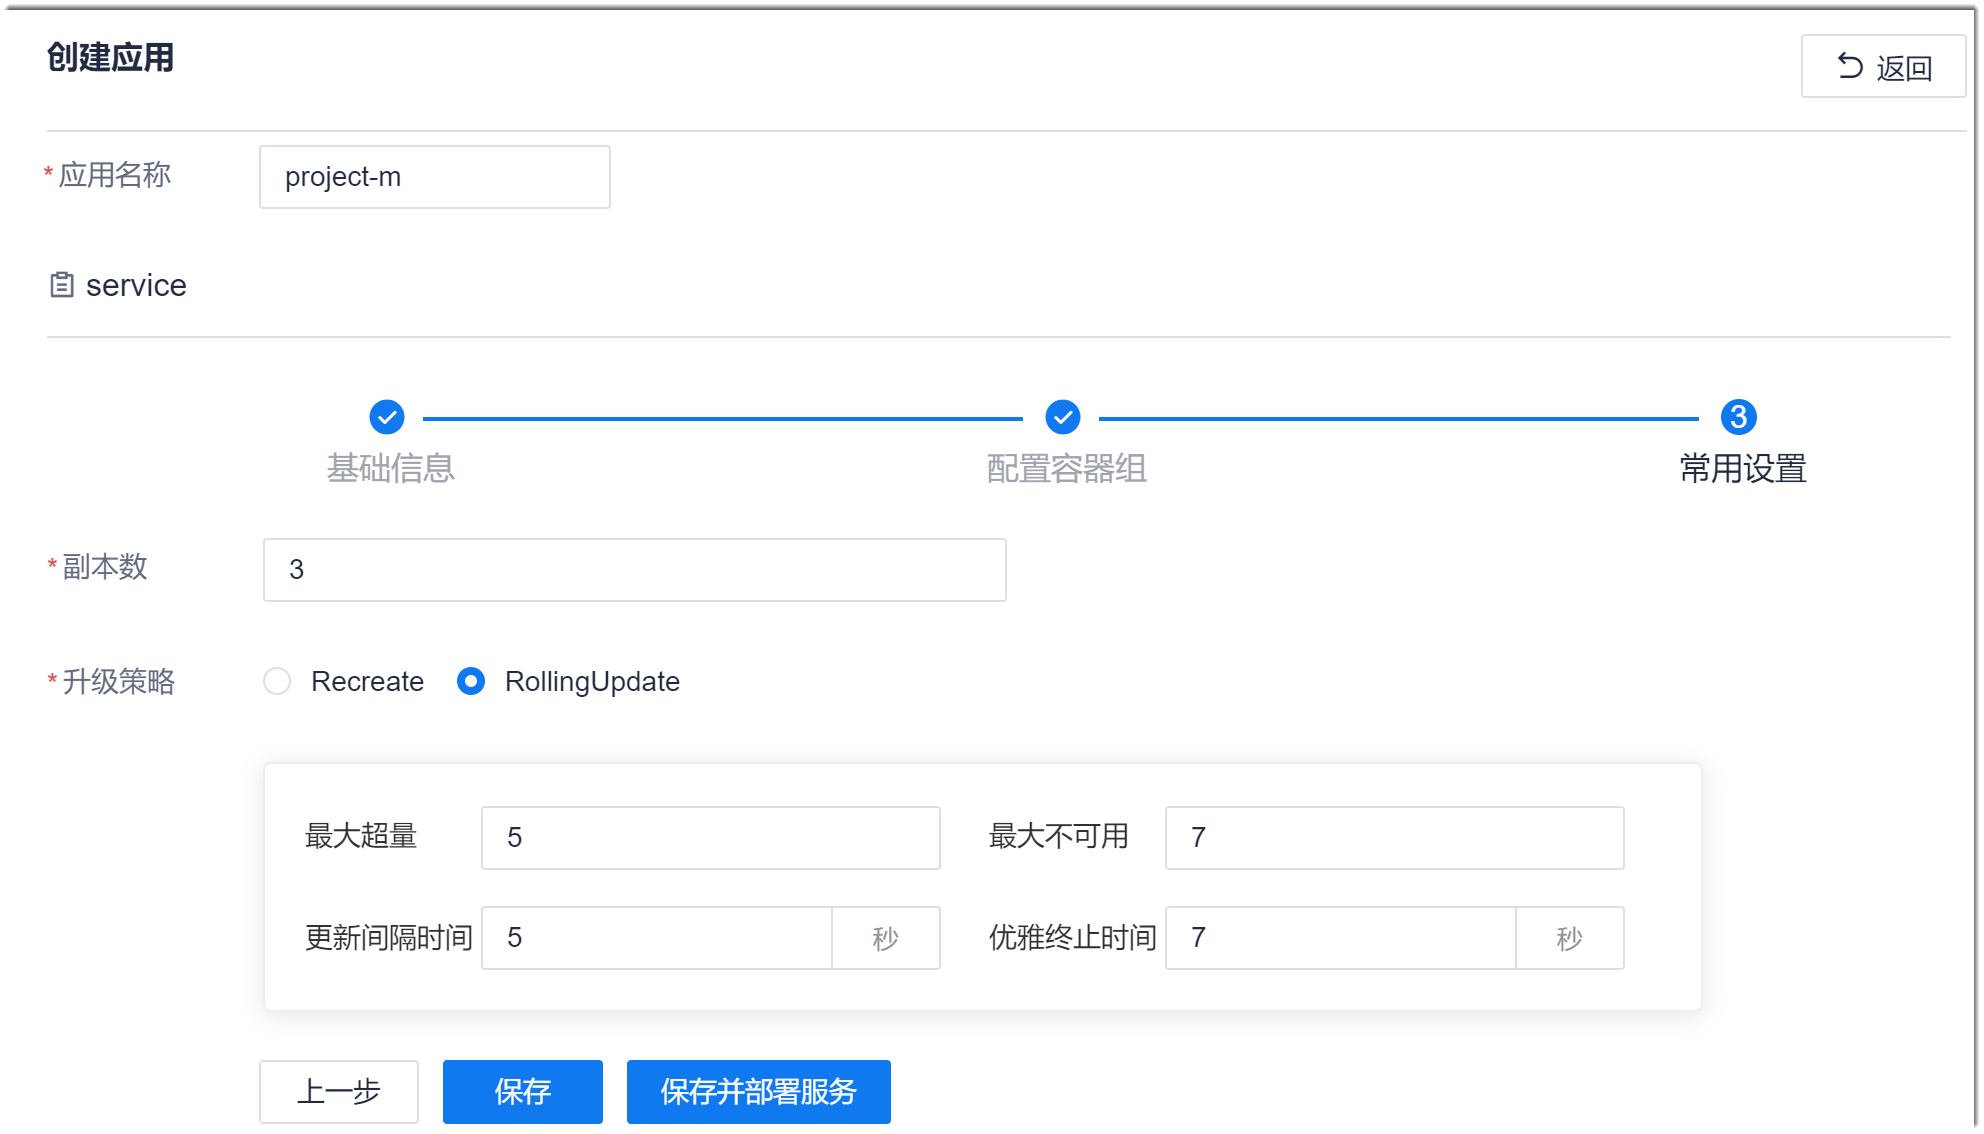 创建应用
返回
* 应用名称 project-m
service
3
基础信息 配置容器组 常用设置
* 副本数 3
* 升级策略 Recreate RollingUpdate
最大超量 5 最大不可用 7
更新间隔时间 5 秒 优雅终止时间 7 秒
上一步 保存 保存并部署服务